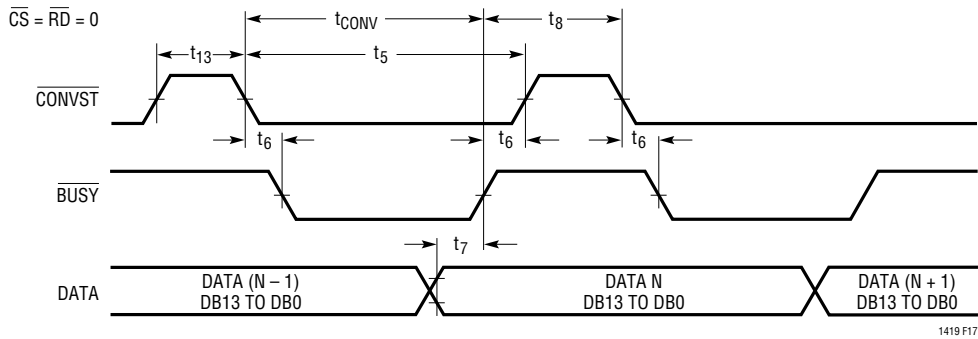 CS = RD = 0
tCONV
t8
t13
t5
CONVST
t6
t6
t6
BUSY
t7
DATA
DATA (N – 1)
DB13 TO DB0
DATA N
DB13 TO DB0
DATA (N + 1)
DB13 TO DB0
1419 F17